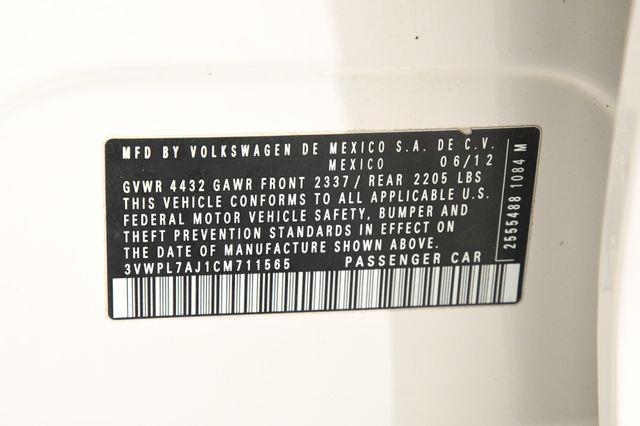 MFD BY VOLKSWAGEN DE MEXICO S.A. DE C.V.
MEXICO 06/12
GVWR 4432 GAWR FRONT 2337/ REAR 2205 LBS
THIS VEHICLE CONFORMS TO ALL APPLICABLE U.S.
FEDERAL MOTOR VEHICLE SAFETY, BUMPER AND
THEFT PREVENTION STANDARDS IN EFFECT ON
THE DATE OF MANUFACTURE SHOWN ABOVE.
3VWPL7AJ1CM711565 PASSENGER CAR
2555488 1084 M